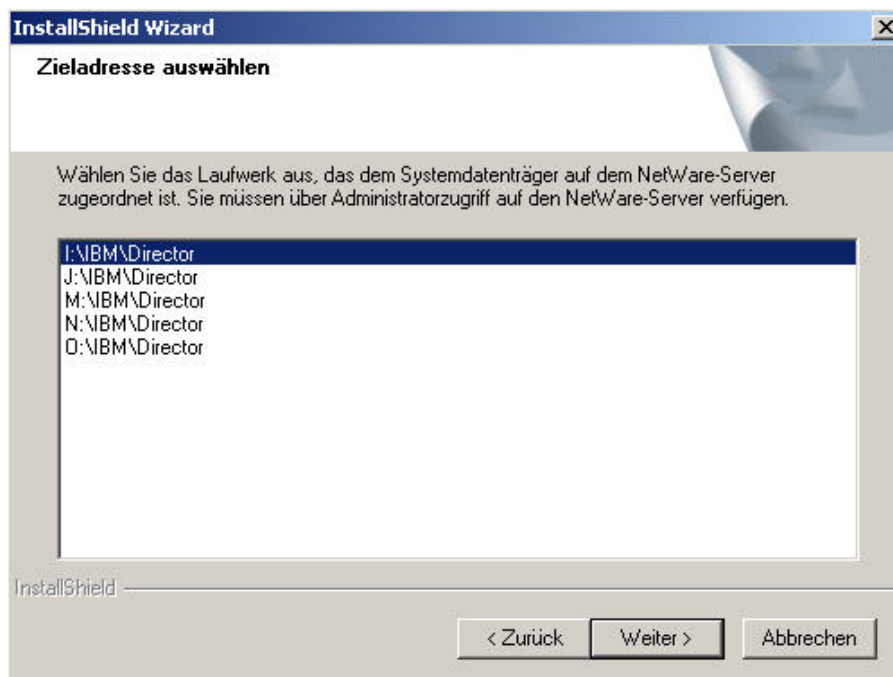 InstallShield Wizard
Zieladresse auswählen
Wählen Sie das Laufwerk aus, das dem Systemdatenträger auf dem NetWare-Server
zugeordnet ist. Sie müssen über Administratorzugriff auf den NetWare-Server verfügen.
I:\IBM\Director
J:\IBM\Director
M:\IBM\Director
N:\IBM\Director
O:\IBM\Director
InstallShield
< Zurück Weiter > Abbrechen